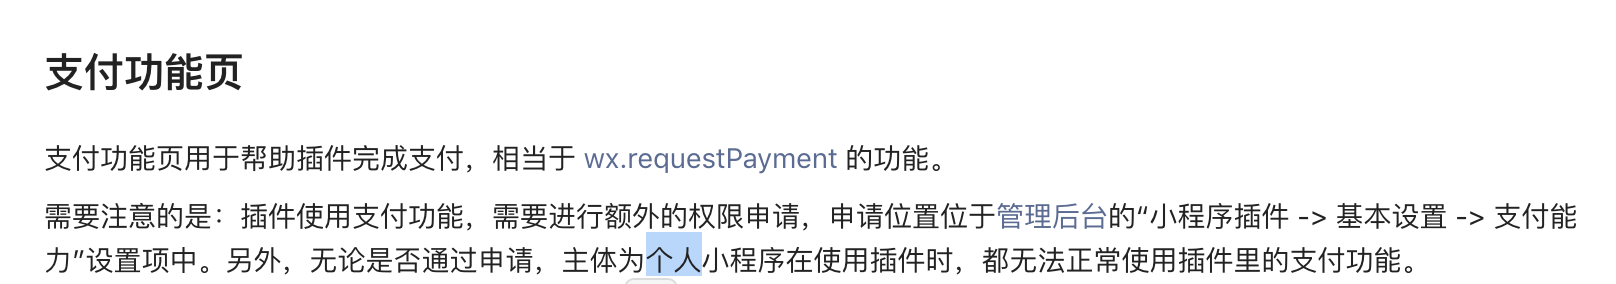 支付功能页
支付功能页用于帮助插件完成支付，相当于 wx.requestPayment 的功能。
需要注意的是：插件使用支付功能，需要进行额外的权限申请，申请位置位于管理后台的“小程序插件 -> 基本设置 -> 支付能
力”设置项中。另外，无论是否通过申请，主体为个人小程序在使用插件时，都无法正常使用插件里的支付功能。